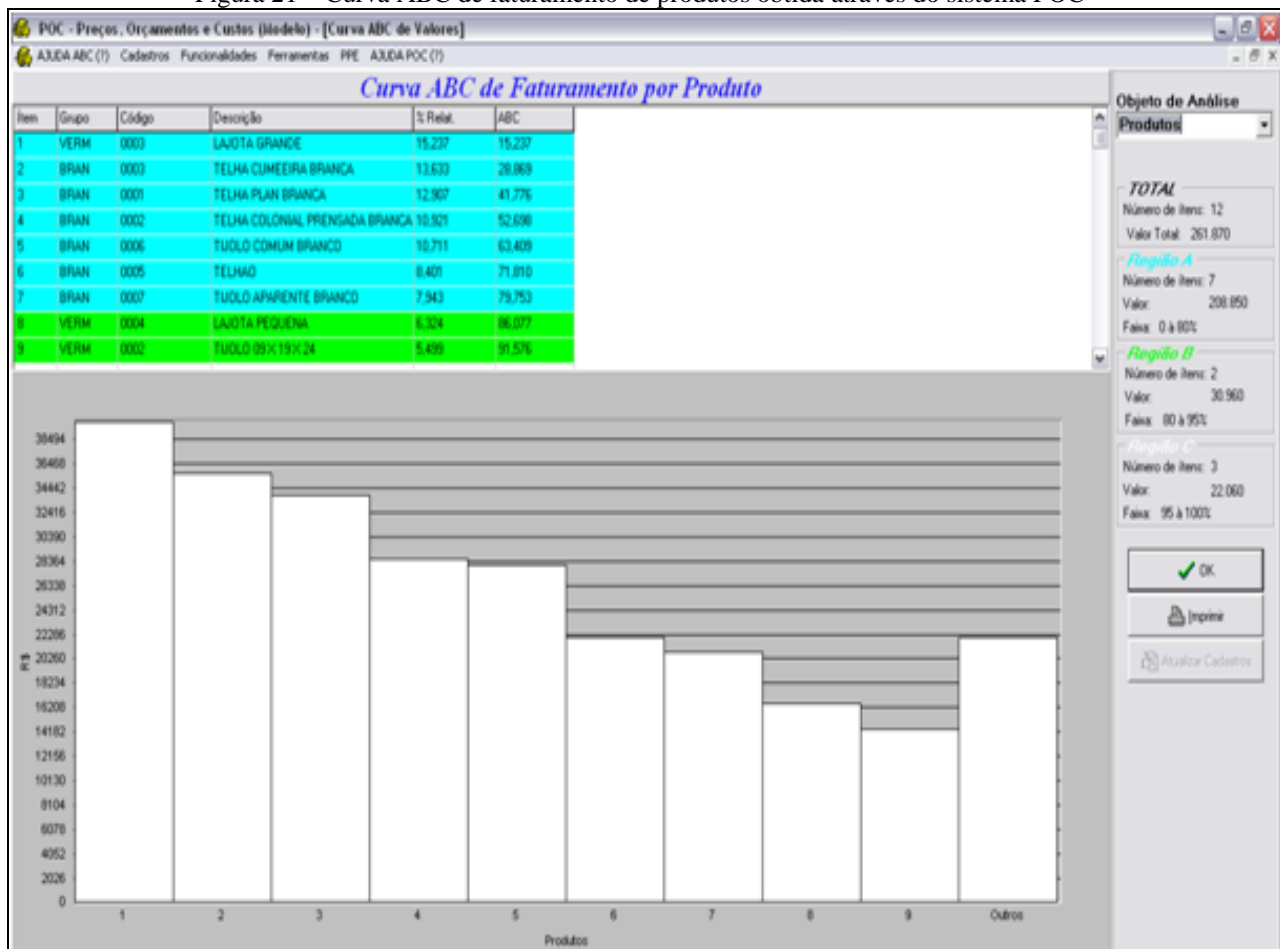 Figura 21 – Curva ABC de faturamento de produtos obtida através do sistema POC
POC - Preços, Orçamentos e Custos (Modelo) - [Curva ABC de Valores]
AJUDA ABC (?) Cadastros Funcionalidades Ferramentas PPE AJUDA POC (?)
Curva ABC de Faturamento por Produto
Item Grupo Código Descrição % Relat. ABC
1 VERM 0003 LAJOTA GRANDE 15,237 15,237
2 BRAN 0003 TELHA CUMEEIRA BRANCA 13,633 28,869
3 BRAN 0001 TELHA PLAN BRANCA 12,907 41,776
4 BRAN 0002 TELHA COLONIAL PRENSADA BRANCA 10,921 52,698
5 BRAN 0006 TIJOLO COMUM BRANCO 10,711 63,409
6 BRAN 0005 TELHAO 8,401 71,810
7 BRAN 0007 TIJOLO APARENTE BRANCO 7,943 79,753
8 VERM 0004 LAJOTA PEQUENA 6,324 86,077
9 VERM 0002 TIJOLO 09X19X24 5,499 91,576
Objeto de Análise
Produtos
TOTAL
Número de ítens: 12
Valor Total: 261.870
Região A
Número de ítens: 7
Valor: 208.850
Faixa: 0 à 80%
Região B
Número de ítens: 2
Valor: 30.960
Faixa: 80 à 95%
Região C
Número de ítens: 3
Valor: 22.060
Faixa: 95 à 100%
OK
Imprimir
Atualizar Cadastros
38494
36468
34442
32416
30390
28364
26338
24312
22286
20260
18234
16208
14182
12156
10130
8104
6078
4052
2026
0
R$
1 2 3 4 5 6 7 8 9 Outros
Produtos